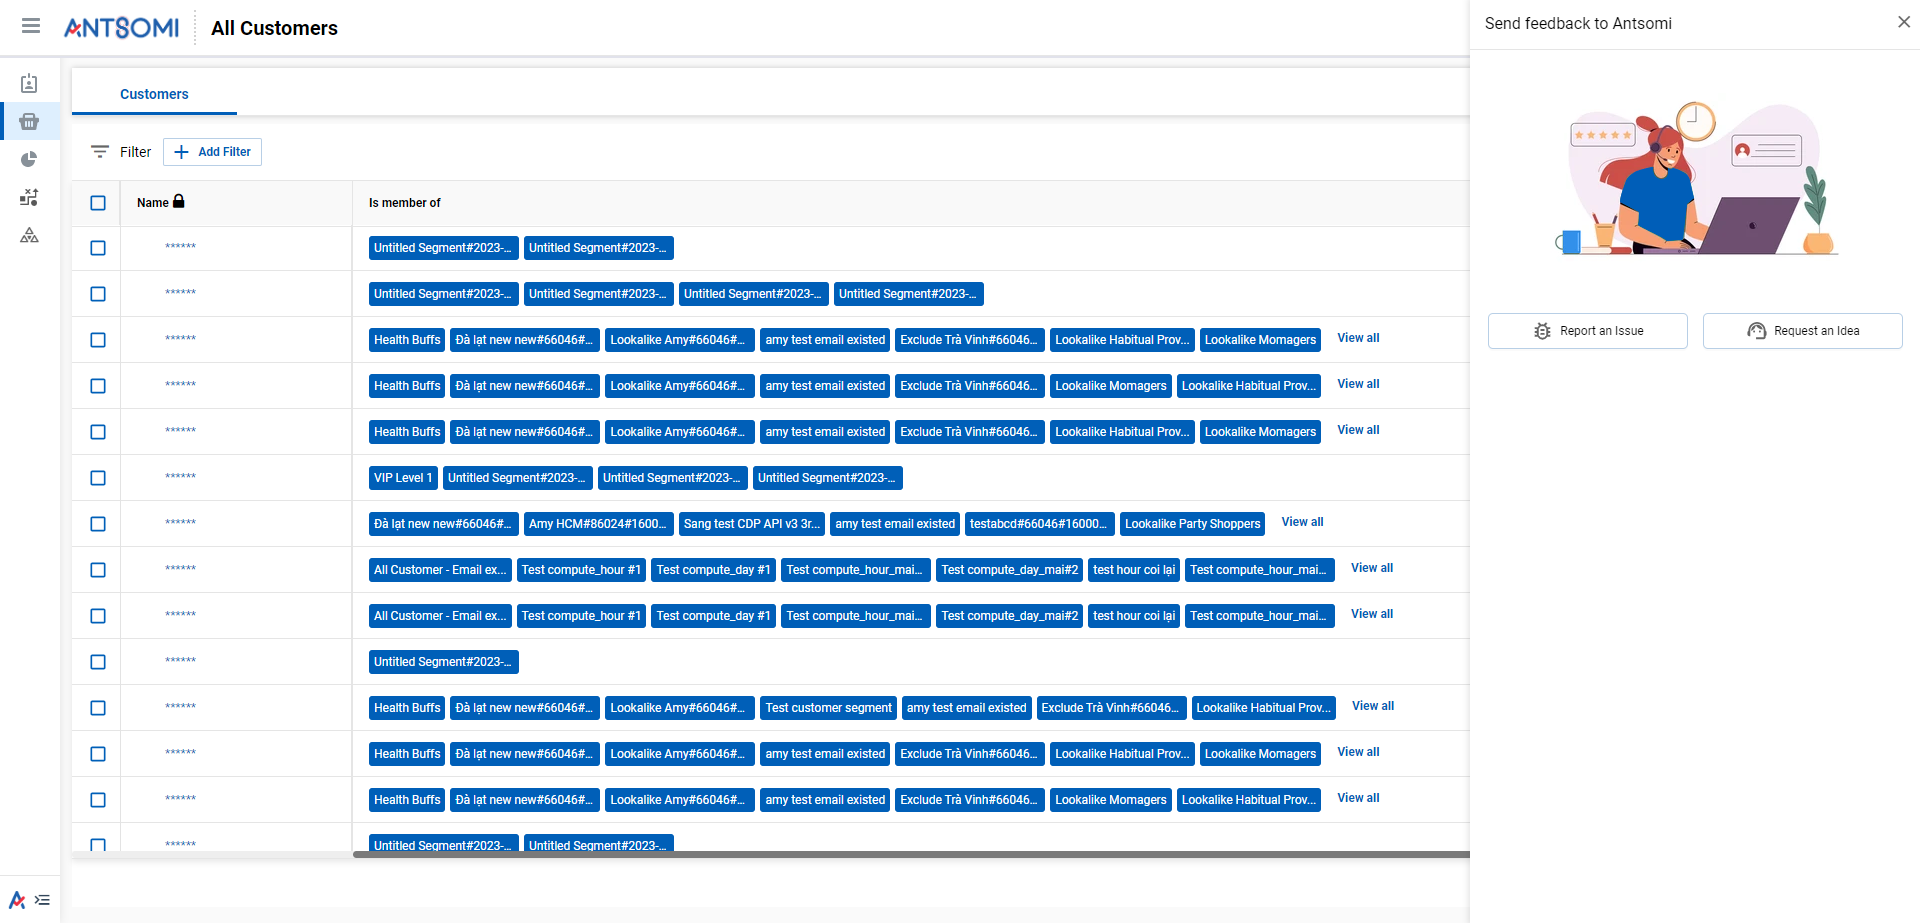 ANTSOMI
All Customers
Send feedback to Antsomi
Customers
Filter
Add Filter
Name
Is member of
****** Untitled Segment#2023-... Untitled Segment#2023-...
****** Untitled Segment#2023-... Untitled Segment#2023-... Untitled Segment#2023-... Untitled Segment#2023-...
****** Health Buffs Đà lạt new new#66046#... Lookalike Amy#66046#... amy test email existed Exclude Trà Vinh#66046... Lookalike Habitual Prov... Lookalike Momagers View all
****** Health Buffs Đà lạt new new#66046#... Lookalike Amy#66046#... amy test email existed Exclude Trà Vinh#66046... Lookalike Momagers Lookalike Habitual Prov... View all
****** Health Buffs Đà lạt new new#66046#... Lookalike Amy#66046#... amy test email existed Exclude Trà Vinh#66046... Lookalike Habitual Prov... Lookalike Momagers View all
****** VIP Level 1 Untitled Segment#2023-... Untitled Segment#2023-... Untitled Segment#2023-...
****** Đà lạt new new#66046#... Amy HCM#86024#1600... Sang test CDP API v3 3r... amy test email existed testabcd#66046#16000... Lookalike Party Shoppers View all
****** All Customer - Email ex... Test compute_hour #1 Test compute_day #1 Test compute_hour_mai... Test compute_day_mai#2 test hour coi lại Test compute_hour_mai... View all
****** All Customer - Email ex... Test compute_hour #1 Test compute_day #1 Test compute_hour_mai... Test compute_day_mai#2 test hour coi lại Test compute_hour_mai... View all
****** Untitled Segment#2023-...
****** Health Buffs Đà lạt new new#66046#... Lookalike Amy#66046#... Test customer segment amy test email existed Exclude Trà Vinh#66046... Lookalike Habitual Prov... View all
****** Health Buffs Đà lạt new new#66046#... Lookalike Amy#66046#... amy test email existed Exclude Trà Vinh#66046... Lookalike Habitual Prov... Lookalike Momagers View all
****** Health Buffs Đà lạt new new#66046#... Lookalike Amy#66046#... amy test email existed Exclude Trà Vinh#66046... Lookalike Momagers Lookalike Habitual Prov... View all
****** Untitled Segment#2023-... Untitled Segment#2023-...
Report an Issue
Request an Idea